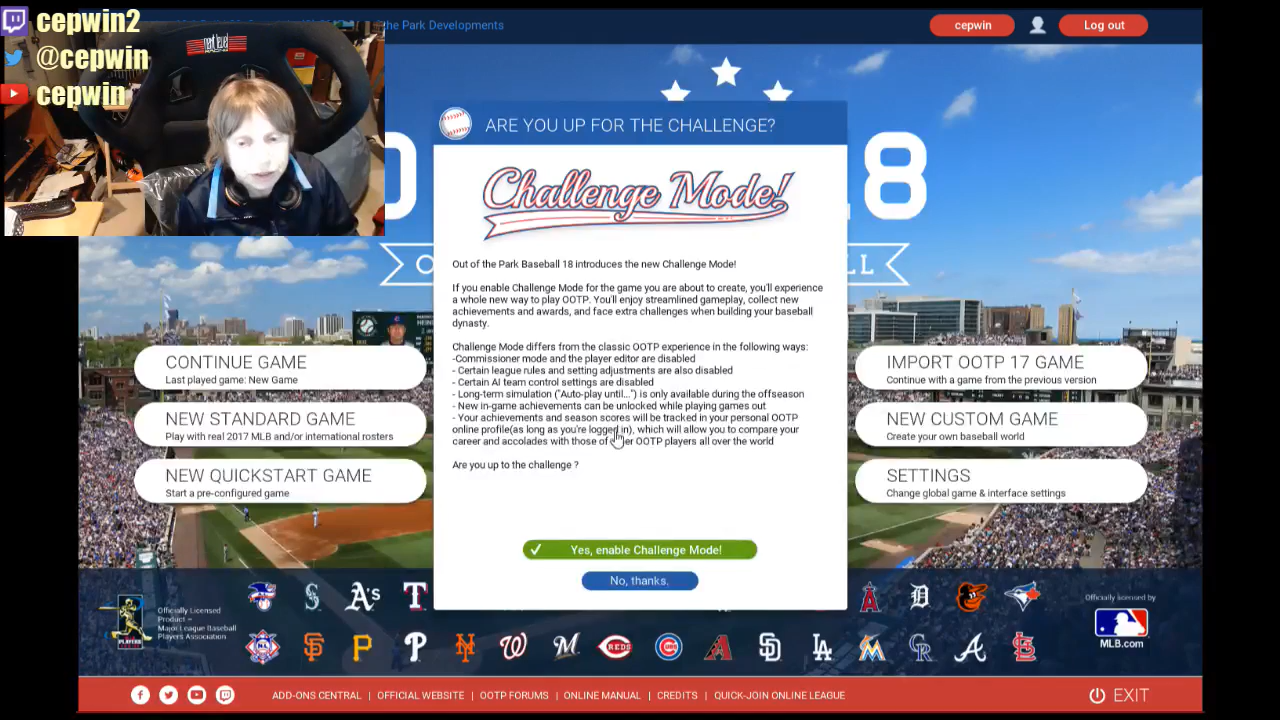 cepwin2
@cepwin
cepwin
the Park Developments
cepwin
Log out
next level
ARE YOU UP FOR THE CHALLENGE?
Challenge Mode!
8
Out of the Park Baseball 18 introduces the new Challenge Mode!
If you enable Challenge Mode for the game you are about to create, you'll experience
a whole new way to play OOTP. You'll enjoy streamlined gameplay, collect new
achievements and awards, and face extra challenges when building your baseball
dynasty.
Challenge Mode differs from the classic OOTP experience in the following ways:
-Commissioner mode and the player editor are disabled
- Certain league rules and setting adjustments are also disabled
- Certain AI team control settings are disabled
- Long-term simulation ("Auto-play until...") is only available during the offseason
- New in-game achievements can be unlocked while playing games out
- Your achievements and season scores will be tracked in your personal OOTP
online profile(as long as you're logged in), which will allow you to compare your
career and accolades with those of other OOTP players all over the world
Are you up to the challenge ?
Yes, enable Challenge Mode!
No, thanks.
CONTINUE GAME
Last played game: New Game
NEW STANDARD GAME
Play with real 2017 MLB and/or international rosters
NEW QUICKSTART GAME
Start a pre-configured game
IMPORT OOTP 17 GAME
Continue with a game from the previous version
NEW CUSTOM GAME
Create your own baseball world
SETTINGS
Change global game & interface settings
Officially Licensed
Product –
Major League Baseball
Players Association
Officially licensed by
MLB.com
ADD-ONS CENTRAL | OFFICIAL WEBSITE | OOTP FORUMS | ONLINE MANUAL | CREDITS | QUICK-JOIN ONLINE LEAGUE
EXIT